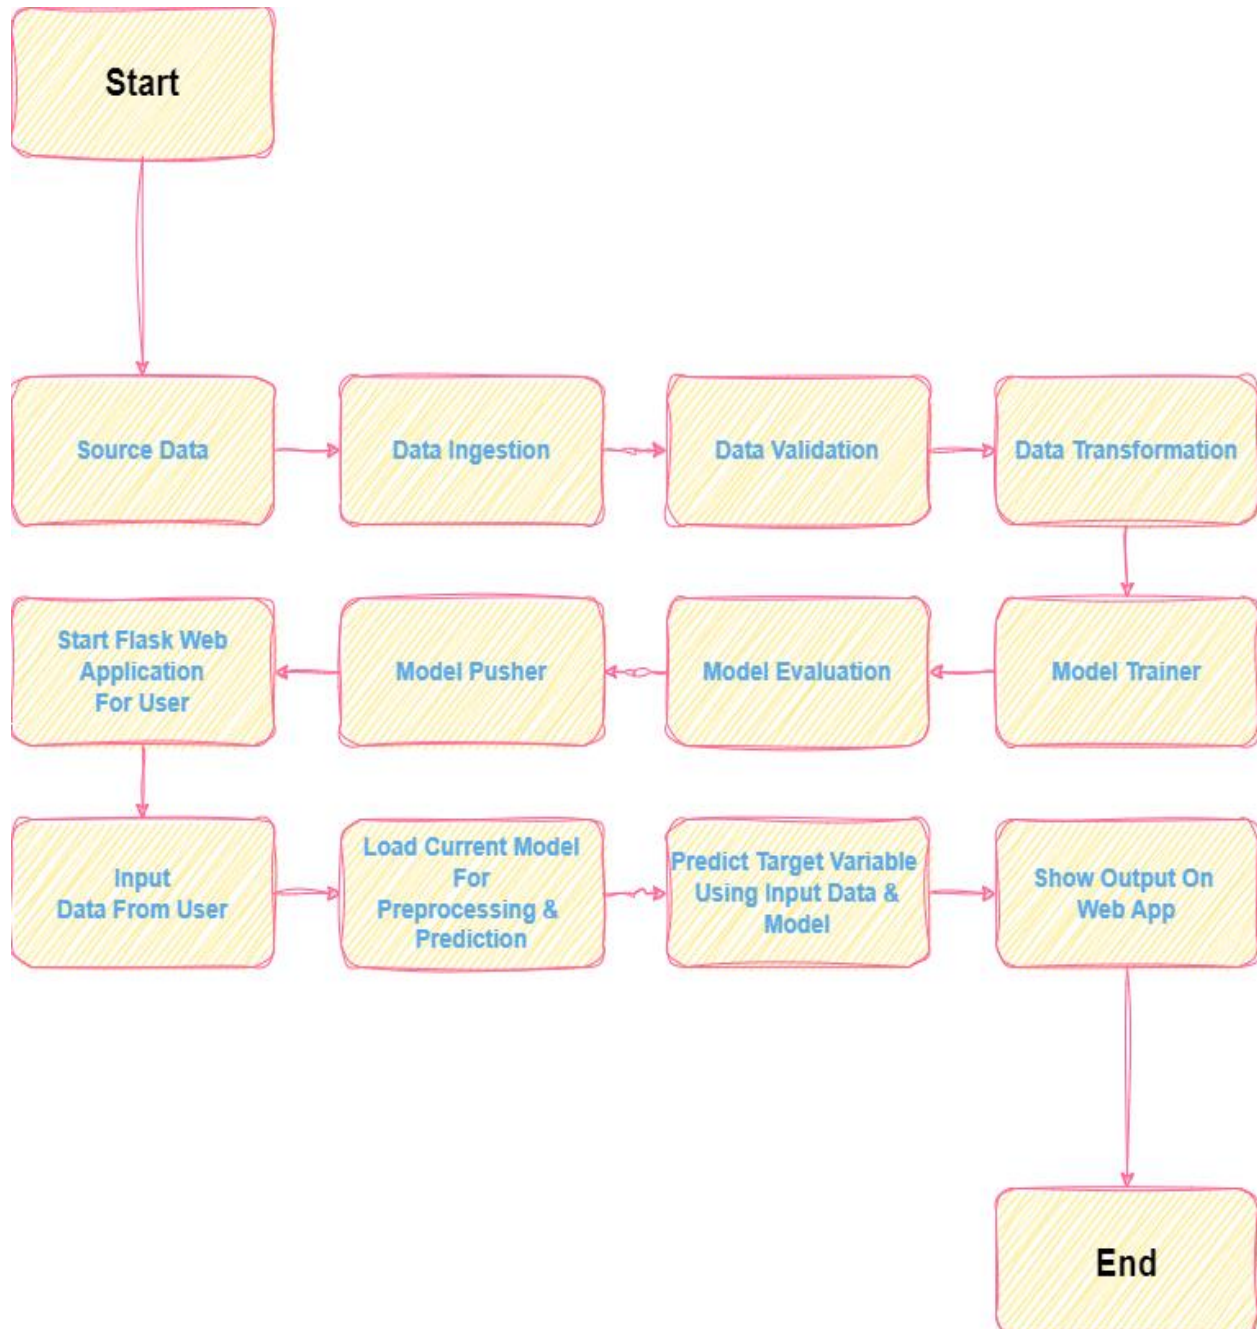 Start
Source Data
Data Ingestion
Data Validation
Data Transformation
Start Flask Web
Application
For User
Model Pusher
Model Evaluation
Model Trainer
Input
Data From User
Load Current Model
For
Preprocessing &
Prediction
Predict Target Variable
Using Input Data &
Model
Show Output On
Web App
End